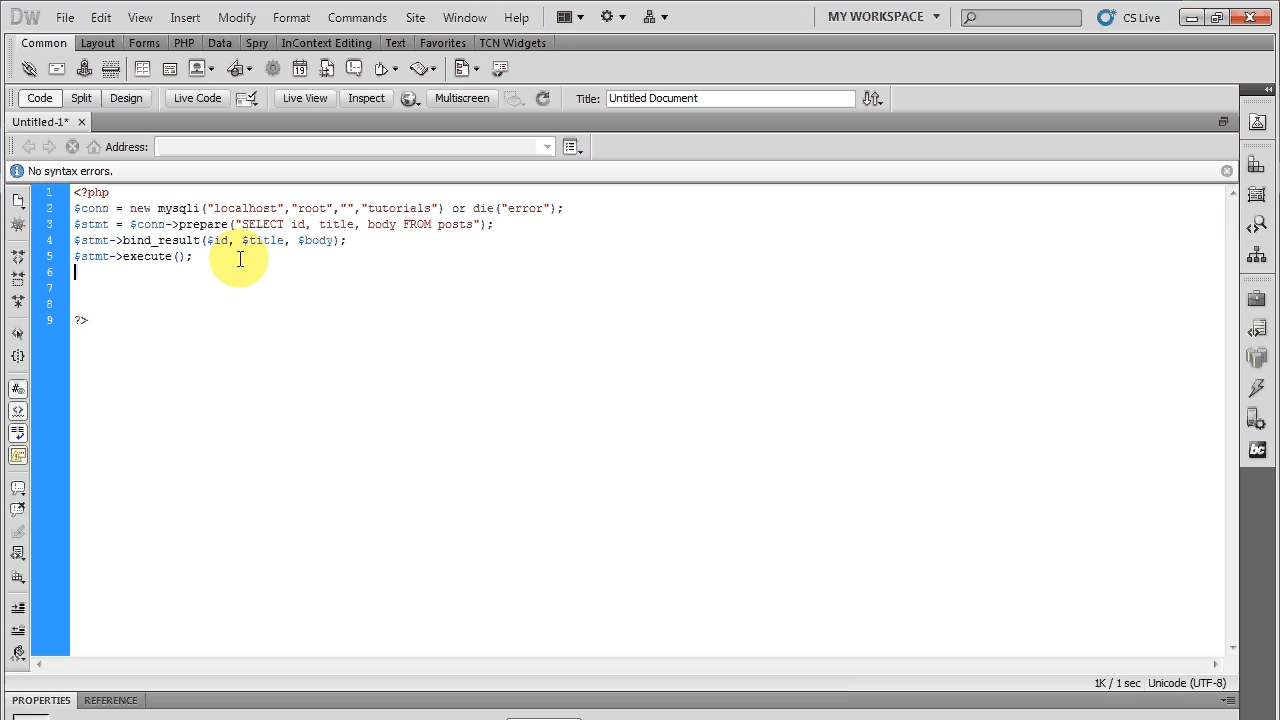 Dw File Edit View Insert Modify Format Commands Site Window Help MY WORKSPACE CS Live
Common Layout Forms PHP Data Spry InContext Editing Text Favorites TCN Widgets
Code Split Design Live Code Live View Inspect Multiscreen Title: Untitled Document
Untitled-1*
Address:
No syntax errors.
1 <?php
2 $conn = new mysqli("localhost","root","","tutorials") or die("error");
3 $stmt = $conn->prepare("SELECT id, title, body FROM posts");
4 $stmt->bind_result($id, $title, $body);
5 $stmt->execute();
6
7
8
9 ?>
1K / 1 sec Unicode (UTF-8)
PROPERTIES REFERENCE